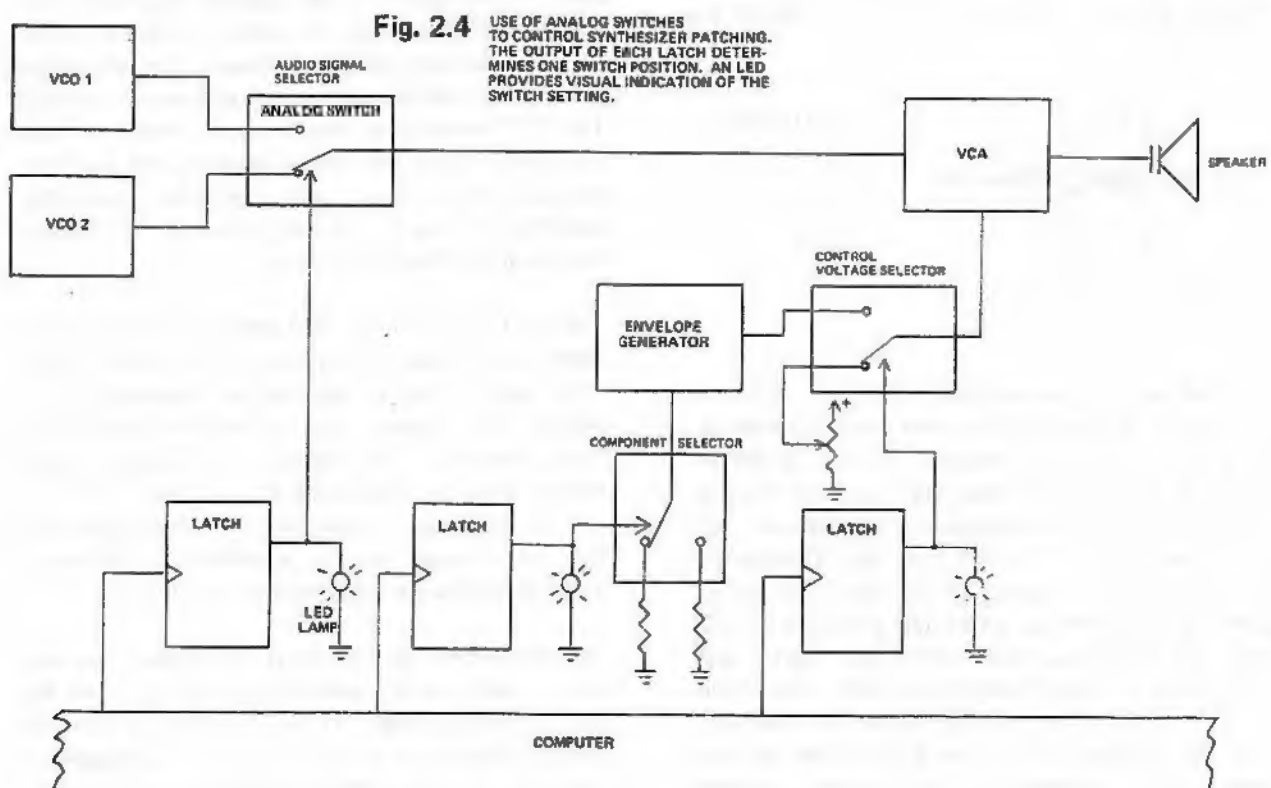 Fig. 2.4
USE OF ANALOG SWITCHES
TO CONTROL SYNTHESIZER PATCHING.
THE OUTPUT OF EACH LATCH DETER-
MINES ONE SWITCH POSITION. AN LED
PROVIDES VISUAL INDICATION OF THE
SWITCH SETTING.
VCO 1
AUDIO SIGNAL
SELECTOR
ANALOG SWITCH
VCO 2
VCA
SPEAKER
CONTROL
VOLTAGE SELECTOR
ENVELOPE
GENERATOR
+
COMPONENT SELECTOR
LATCH
LED
LAMP
LATCH
LATCH
COMPUTER